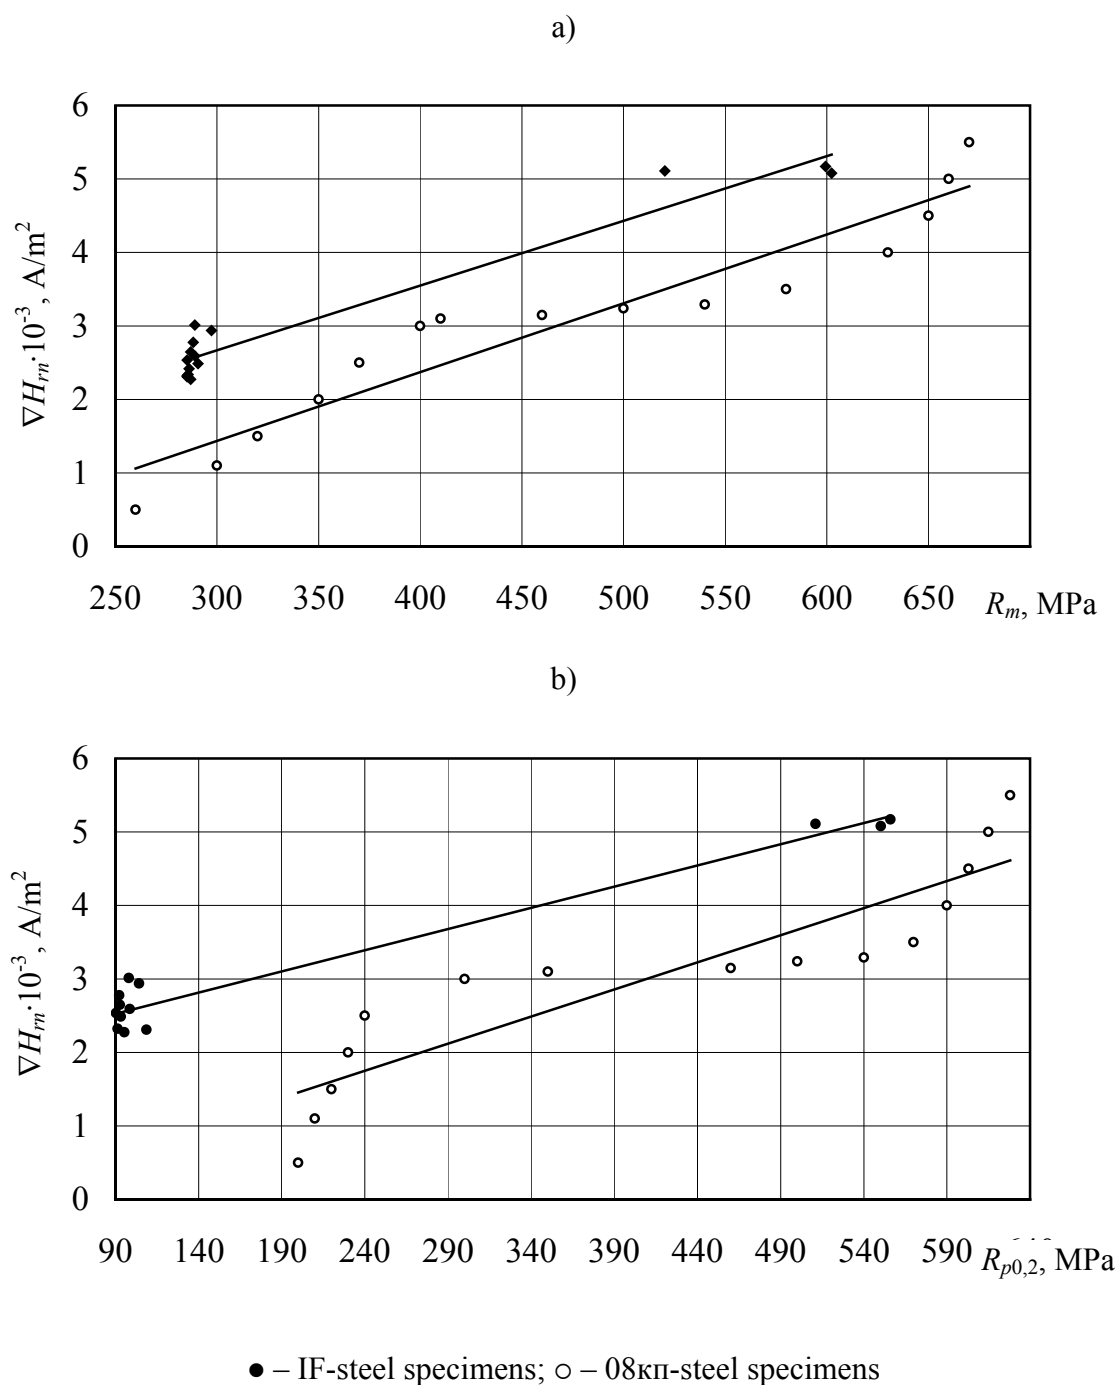 a)
6
5
4
3
2
1
0
∇H_rn·10^-3, A/m^2
250 300 350 400 450 500 550 600 650 R_m, MPa
b)
6
5
4
3
2
1
0
∇H_rn·10^-3, A/m^2
90 140 190 240 290 340 390 440 490 540 590 R_p0,2, MPa
● – IF-steel specimens; ○ – 08кп-steel specimens